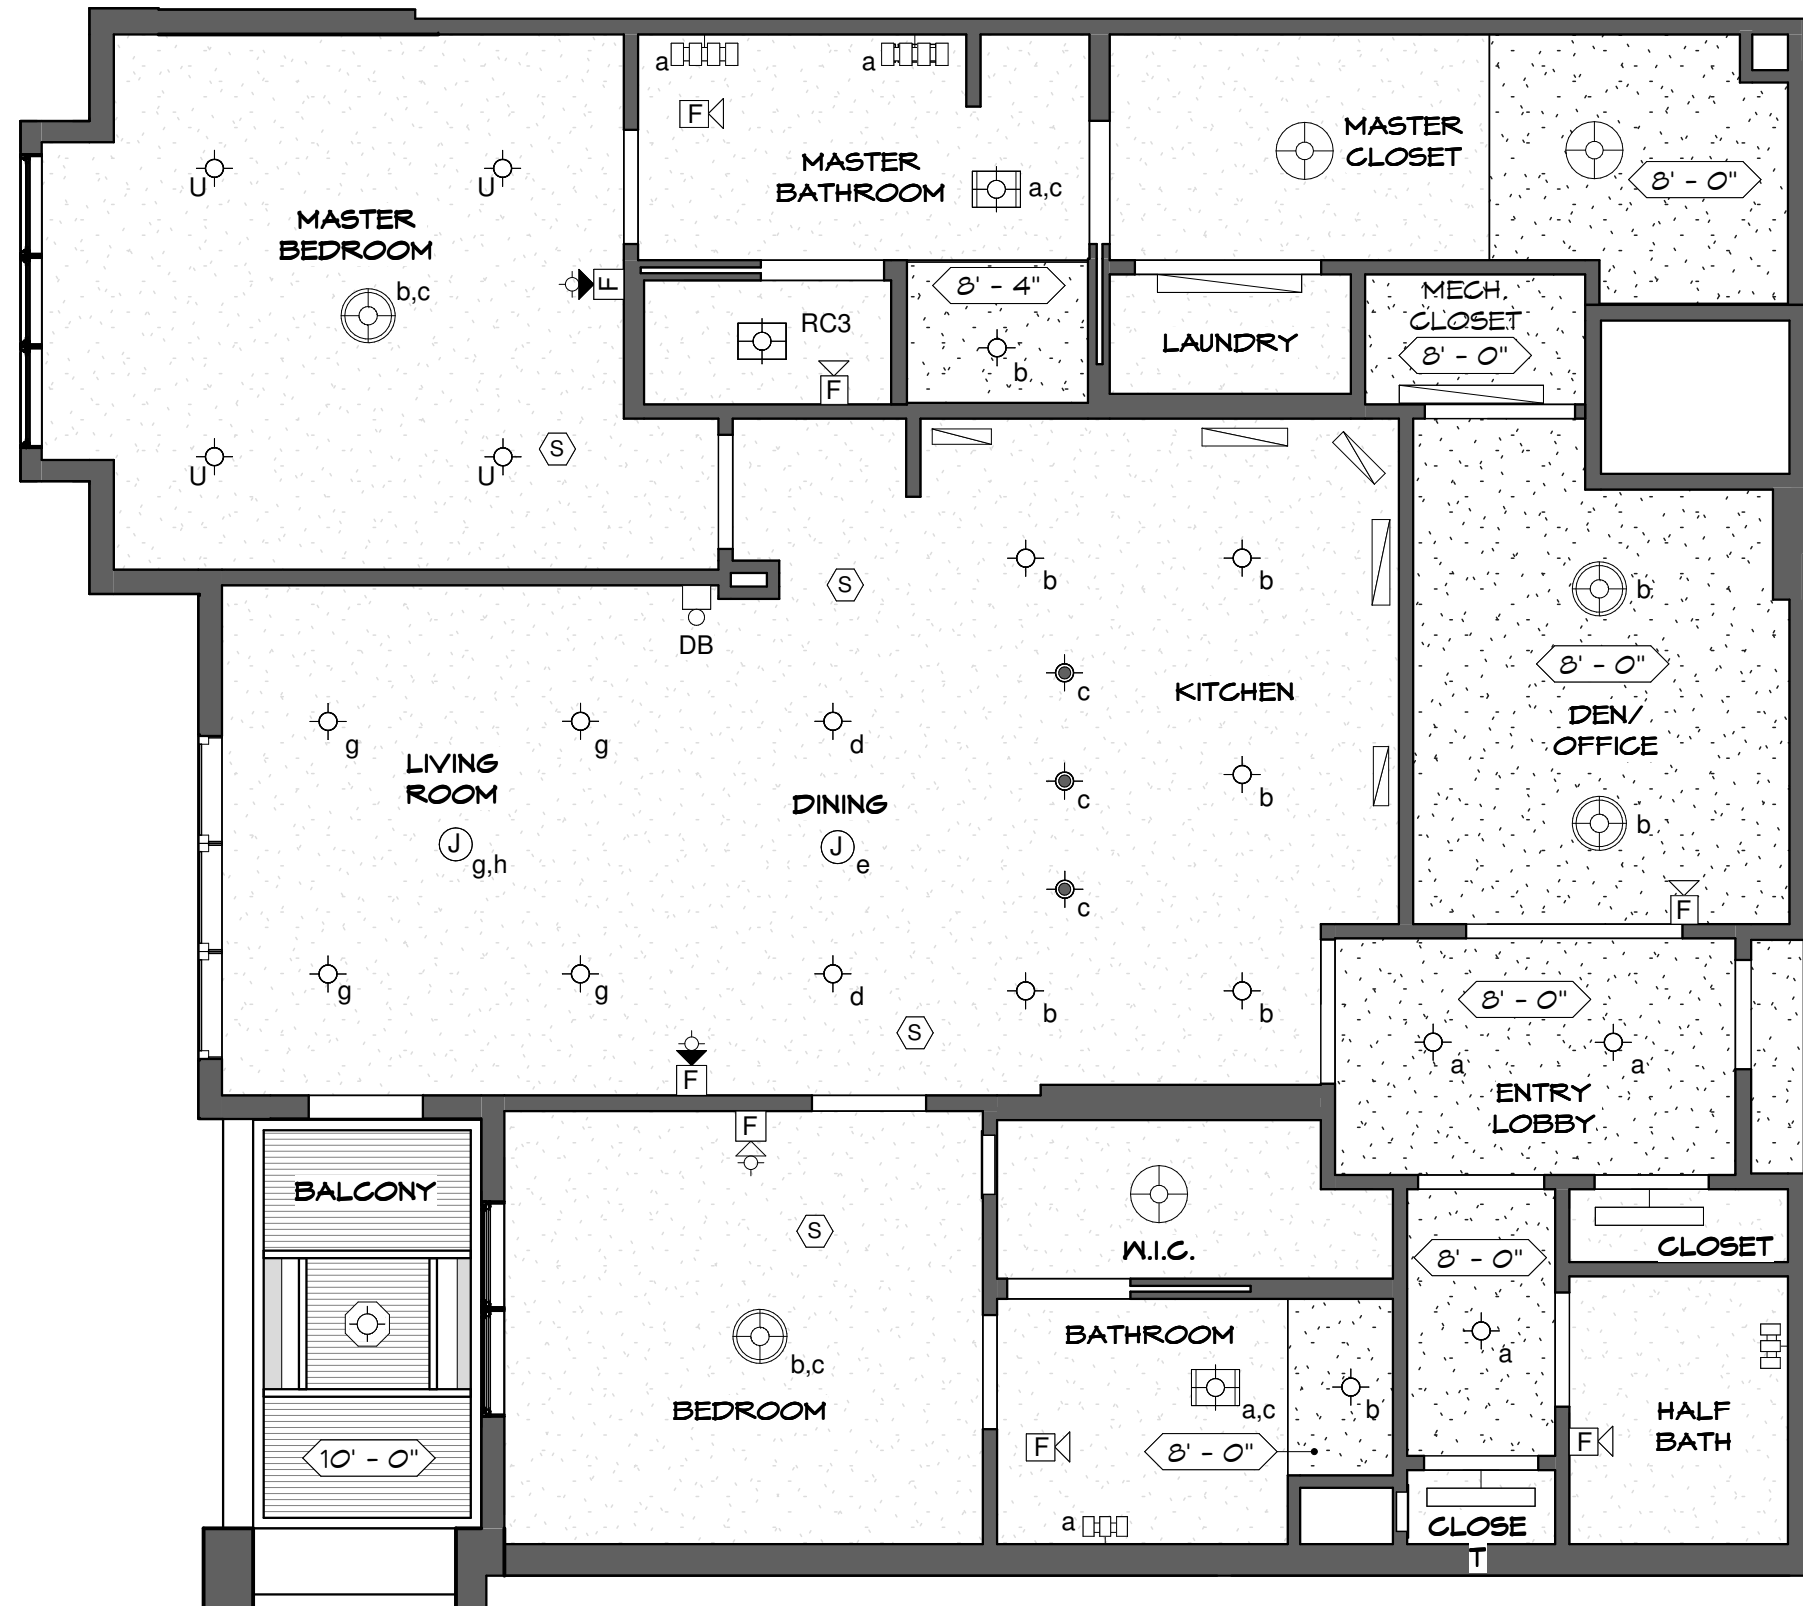 a
a
F
MASTER
CLOSET
MASTER
BATHROOM
a,c
8' - 0"
U
U
MASTER
BEDROOM
F
b,c
8' - 4"
MECH.
CLOSET
RC3
LAUNDRY
8' - 0"
b
F
U
U
S
S
b
b
b
DB
8' - 0"
c
KITCHEN
DEN/
OFFICE
g
g
d
LIVING
ROOM
DINING
c
b
b
J
g,h
J
e
c
F
g
g
d
b
b
8' - 0"
S
a
a
F
ENTRY
LOBBY
F
BALCONY
S
W.I.C.
8' - 0"
CLOSET
BATHROOM
a
b,c
BEDROOM
a,c
b
HALF
BATH
F
F
10' - 0"
8' - 0"
a
CLOSE
T